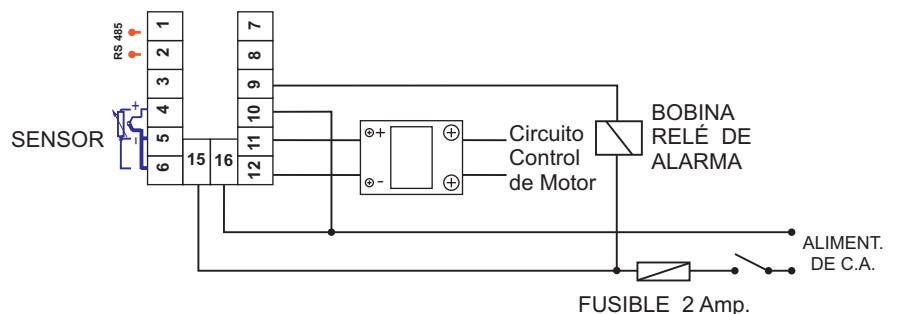 RS 485
1
2
3
4
5
6
7
8
9
10
11
12
15
16
+
-
SENSOR
+
-
Circuito
Control
de Motor
BOBINA
RELÉ DE
ALARMA
ALIMENT.
DE C.A.
FUSIBLE 2 Amp.